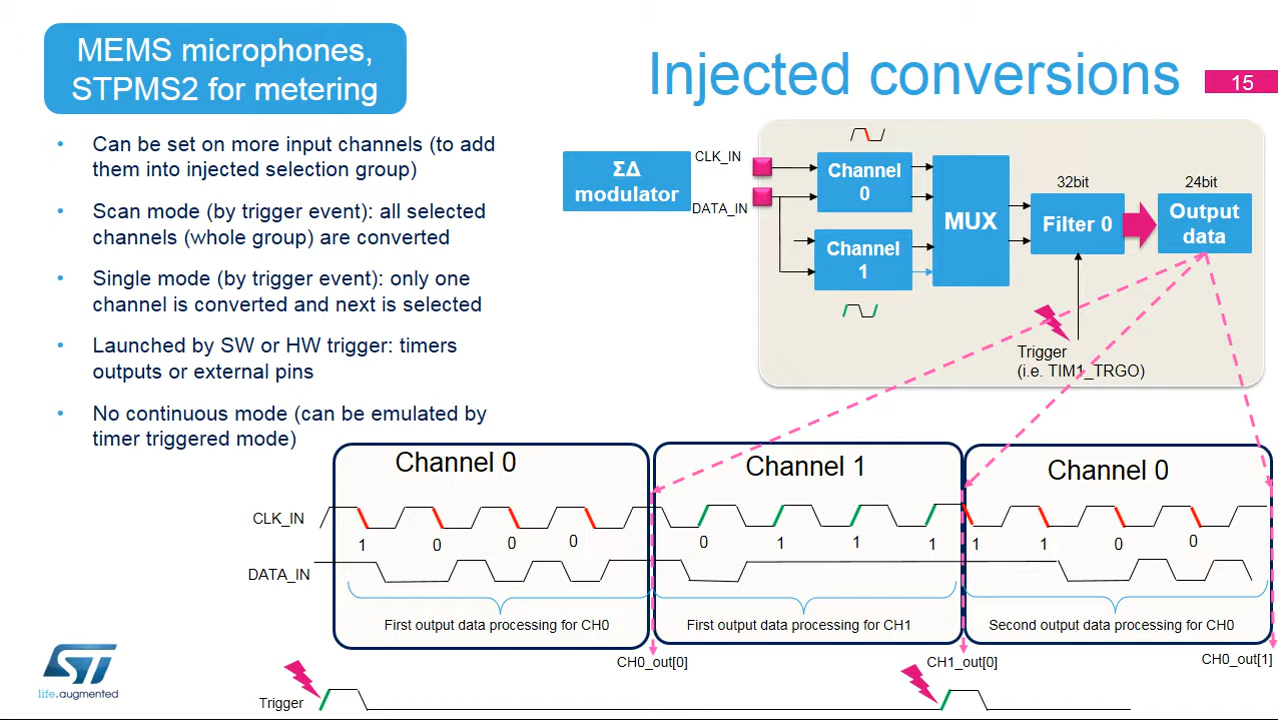 MEMS microphones,
STPMS2 for metering
Injected conversions
15
• Can be set on more input channels (to add
them into injected selection group)
• Scan mode (by trigger event): all selected
channels (whole group) are converted
• Single mode (by trigger event): only one
channel is converted and next is selected
• Launched by SW or HW trigger: timers
outputs or external pins
• No continuous mode (can be emulated by
timer triggered mode)
ΣΔ
modulator
CLK_IN
DATA_IN
Channel
0
Channel
1
MUX
32bit
Filter 0
24bit
Output
data
Trigger
(i.e. TIM1_TRGO)
Channel 0
Channel 1
Channel 0
CLK_IN
1 0 0 0 0 1 1 1 1 1 0 0
DATA_IN
First output data processing for CH0
First output data processing for CH1
Second output data processing for CH0
CH0_out[0]
CH1_out[0]
CH0_out[1]
Trigger
ST
life.augmented